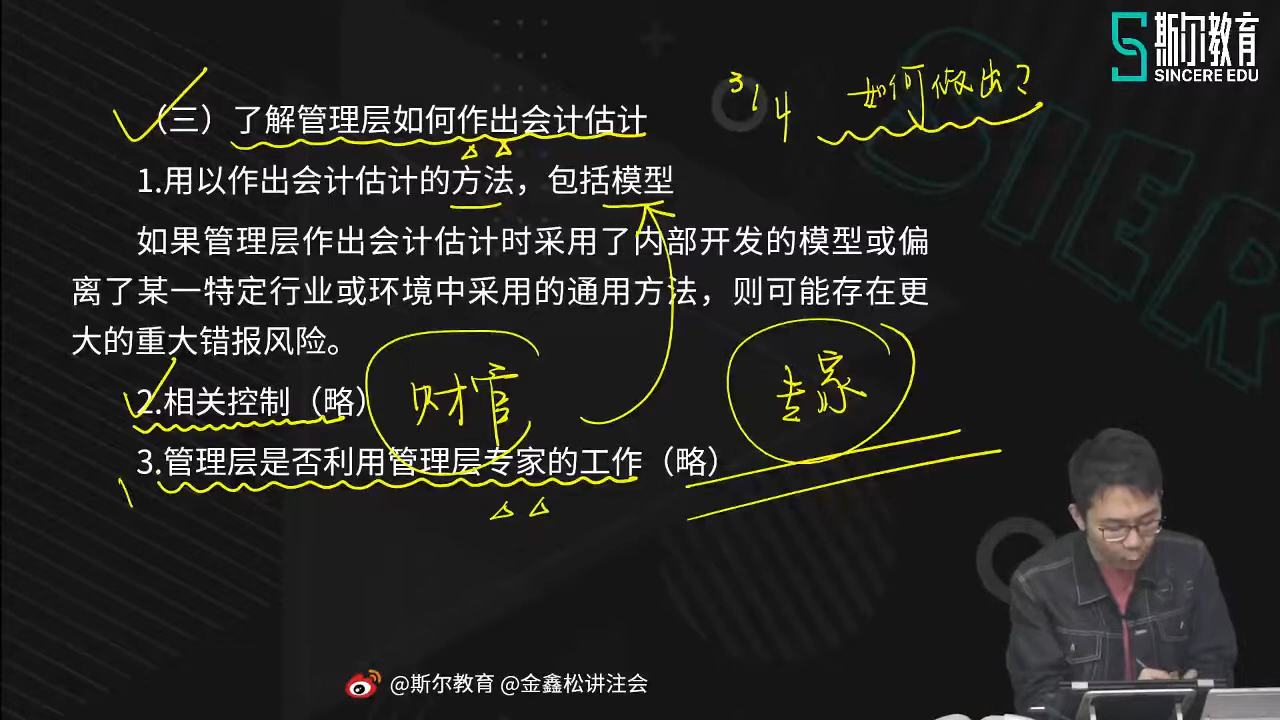 斯尔教育
SINCERE EDU
314 如何做出？
（三）了解管理层如何作出会计估计
1.用以作出会计估计的方法，包括模型
如果管理层作出会计估计时采用了内部开发的模型或偏
离了某一特定行业或环境中采用的通用方法，则可能存在更
大的重大错报风险。
财官 专家
2.相关控制（略）
3.管理层是否利用管理层专家的工作（略）
@斯尔教育 @金鑫松讲注会